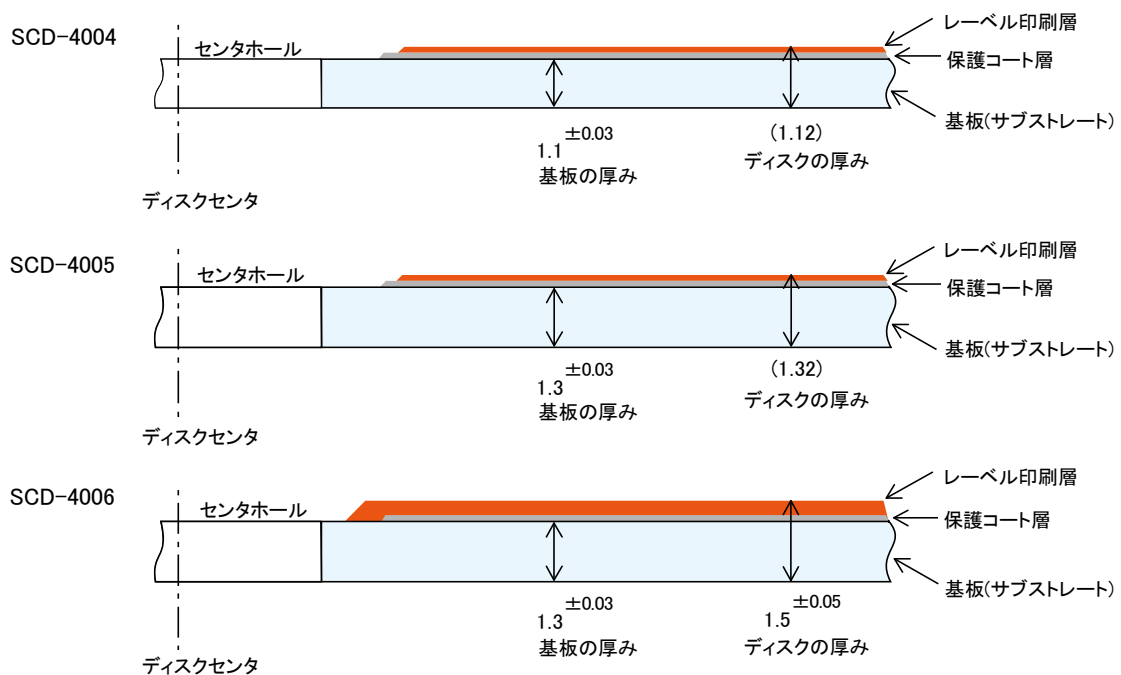 SCD-4004
センタホール
レーベル印刷層
保護コート層
基板(サブストレート)
1.1±0.03
基板の厚み
(1.12)
ディスクの厚み
ディスクセンタ
SCD-4005
センタホール
レーベル印刷層
保護コート層
基板(サブストレート)
1.3±0.03
基板の厚み
(1.32)
ディスクの厚み
ディスクセンタ
SCD-4006
センタホール
レーベル印刷層
保護コート層
基板(サブストレート)
1.3±0.03
基板の厚み
1.5±0.05
ディスクの厚み
ディスクセンタ